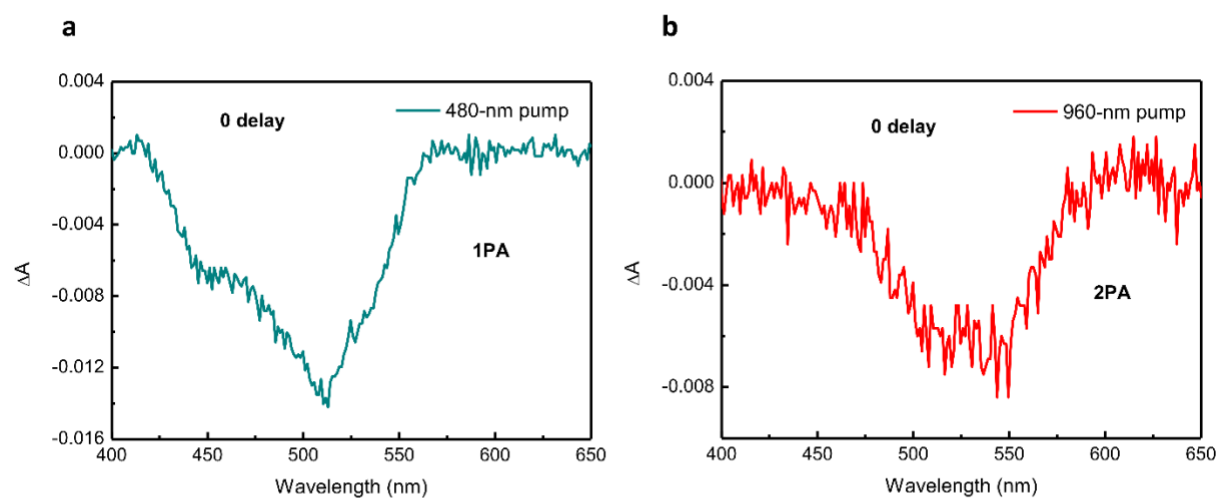 a
0.004
0.000
-0.004
-0.008
-0.012
-0.016
ΔA
0 delay
480-nm pump
1PA
400 450 500 550 600 650
Wavelength (nm)
b
0.004
0.000
-0.004
-0.008
ΔA
0 delay
960-nm pump
2PA
400 450 500 550 600 650
Wavelength (nm)